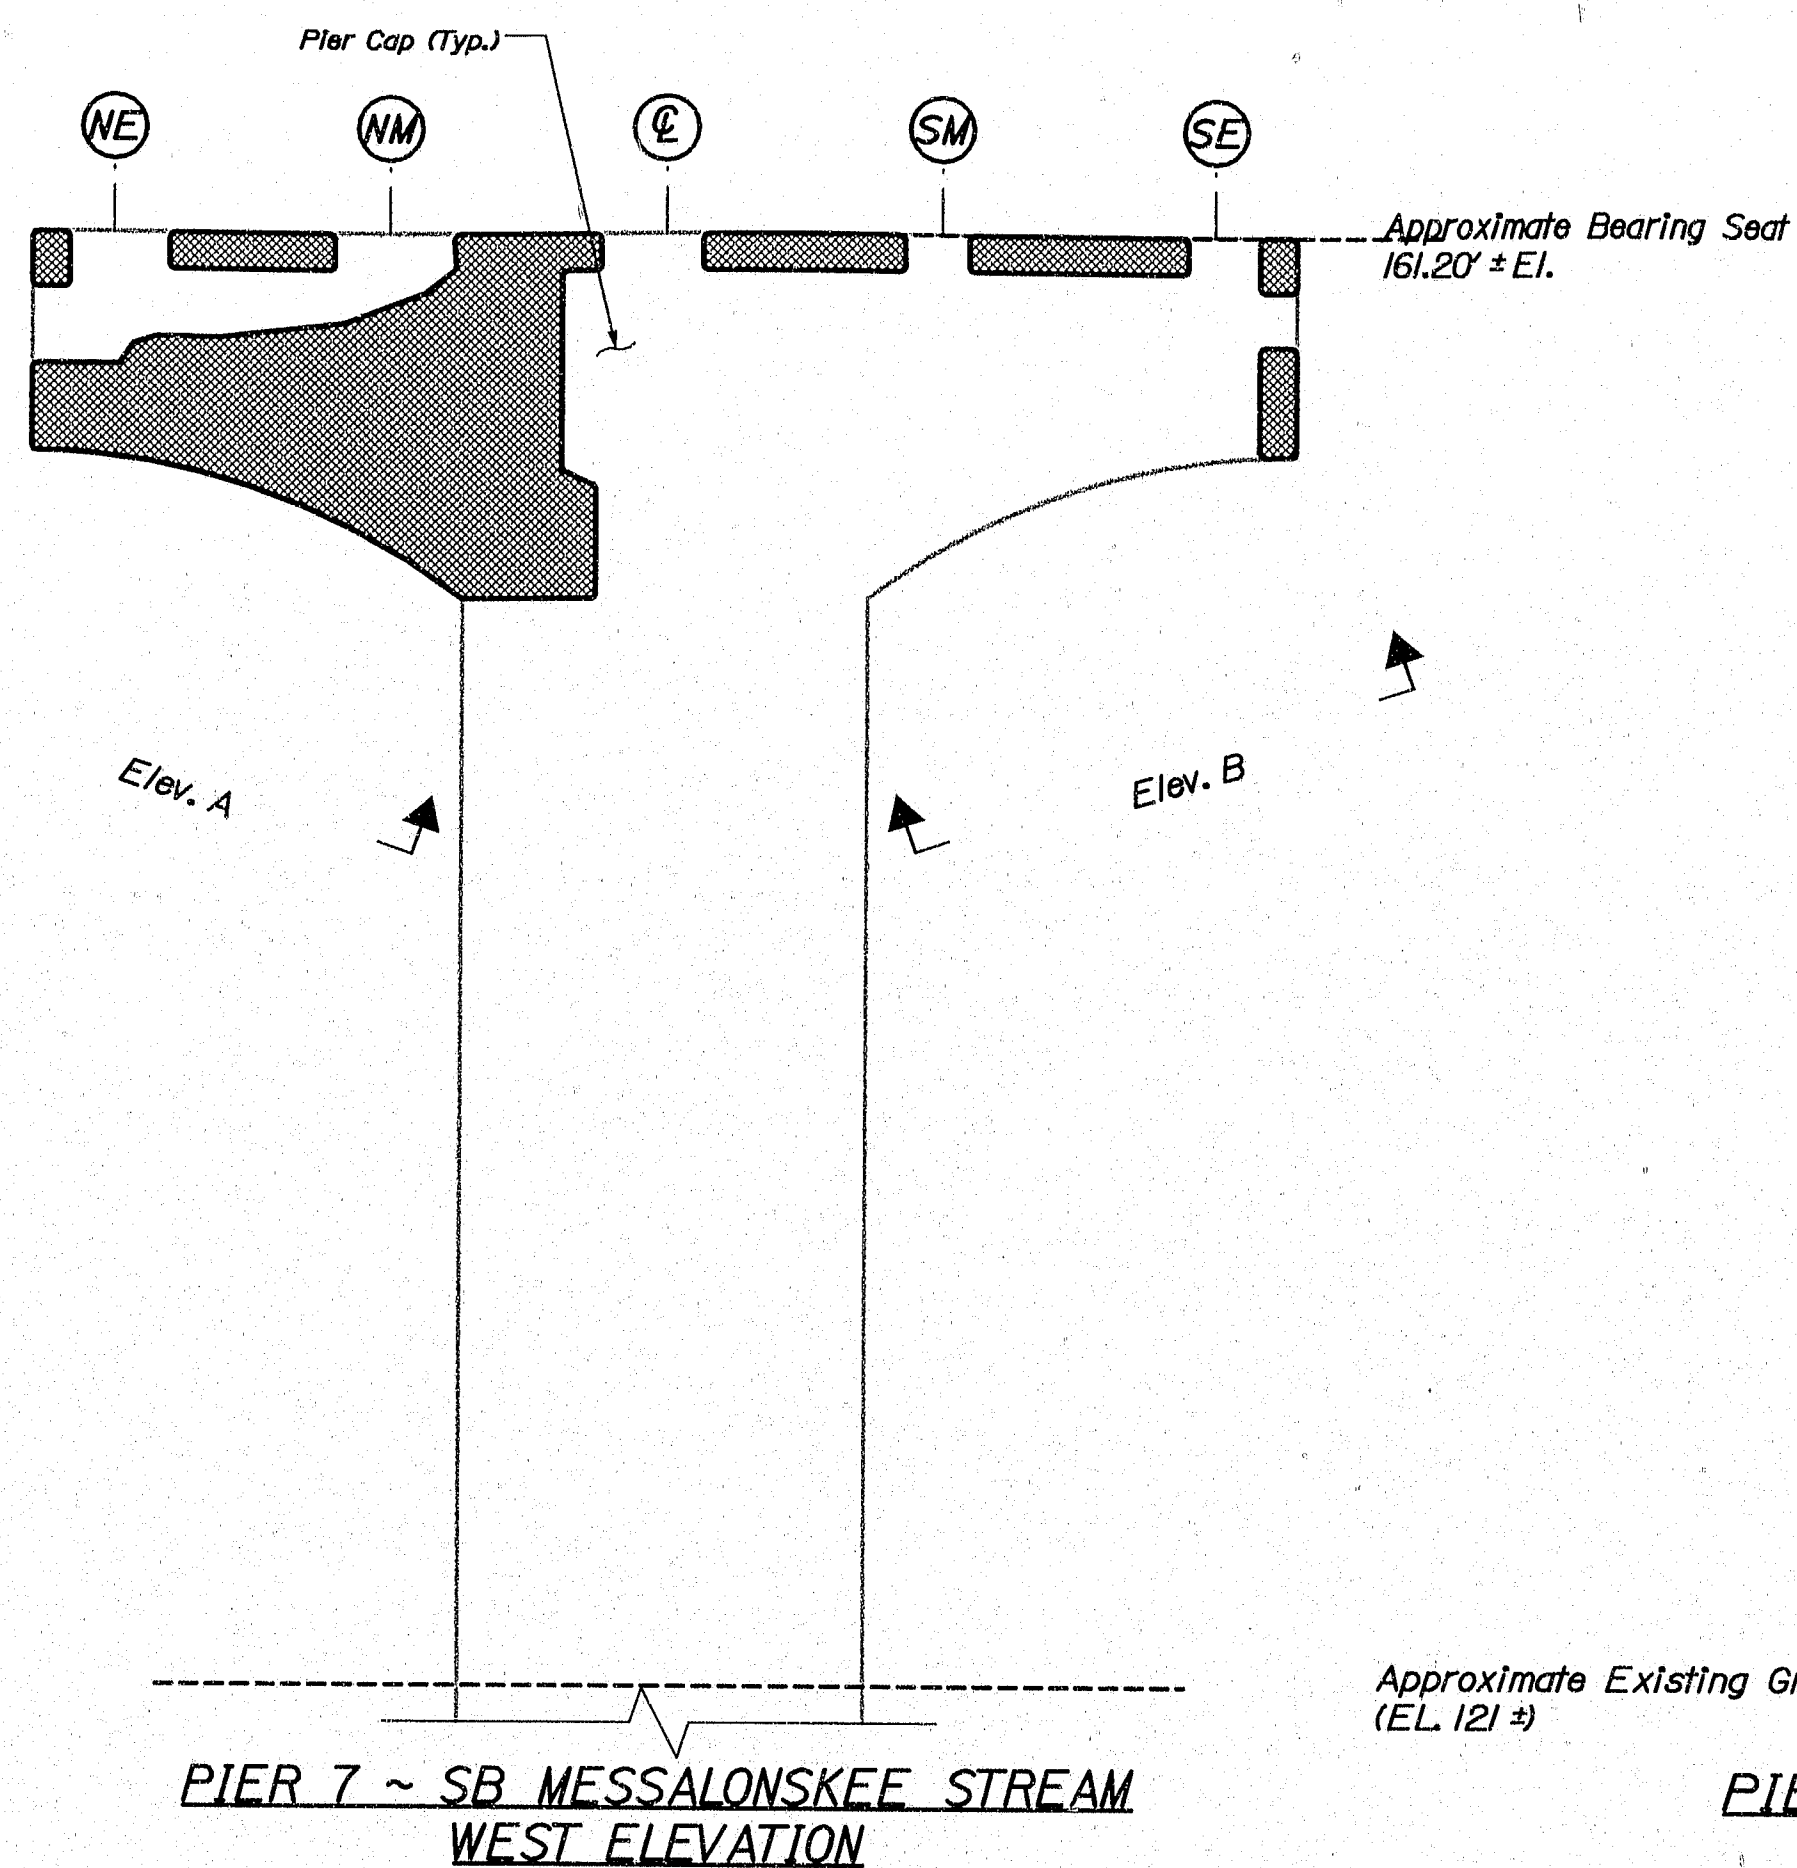 Pier Cap (Typ.)
NE NM ℄ SM SE
Approximate Bearing Seat
161.20' ± El.
Elev. A
Elev. B
Approximate Existing
(EL. 121 ±)
PIER 7 ~ SB MESSALONSKEE STREAM
WEST ELEVATION